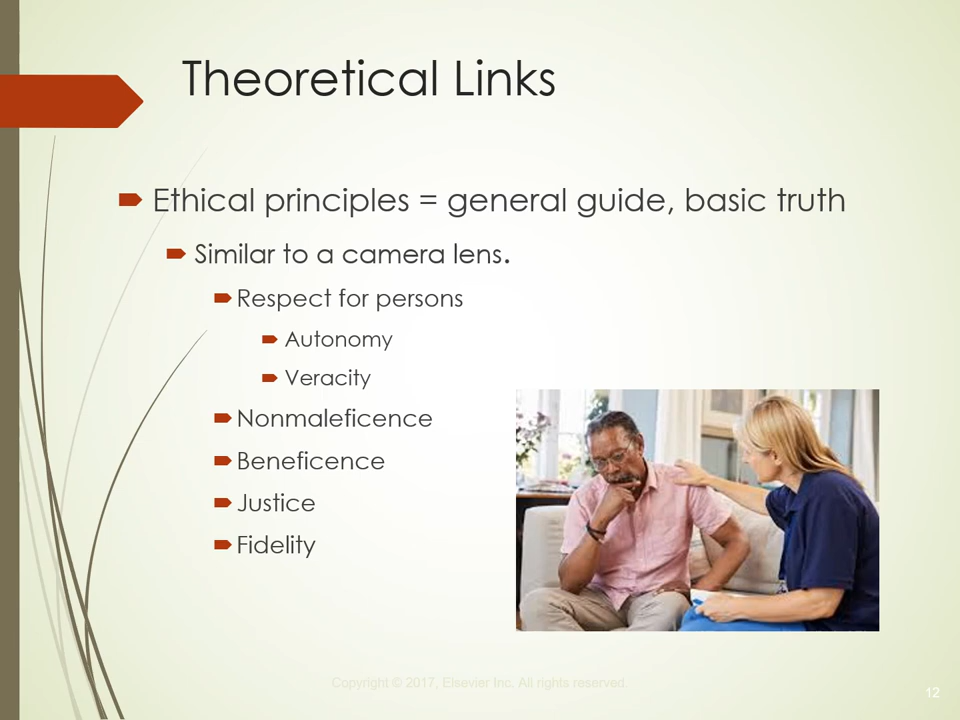 Theoretical Links
Ethical principles = general guide, basic truth
Similar to a camera lens.
Respect for persons
Autonomy
Veracity
Nonmaleficence
Beneficence
Justice
Fidelity
Copyright © 2017, Elsevier Inc. All rights reserved.
12